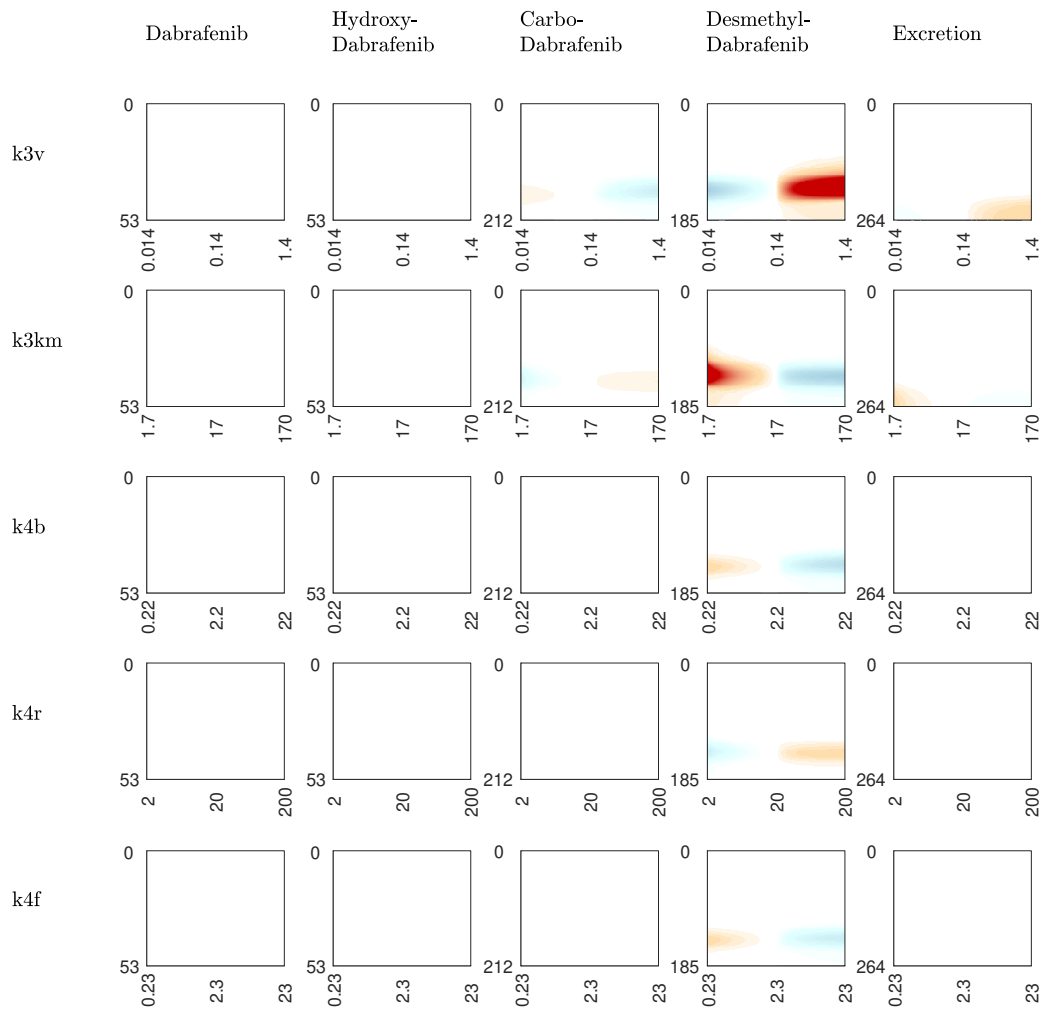 Dabrafenib
Hydroxy-
Dabrafenib
Carbo-
Dabrafenib
Desmethyl-
Dabrafenib
Excretion
k3v
0 0 0 0 0
53 53 212 185 264
0.014 0.14 1.4 0.014 0.14 1.4 0.014 0.14 1.4 0.014 0.14 1.4 0.014 0.14 1.4
k3km
0 0 0 0 0
53 53 212 185 264
1.7 17 170 1.7 17 170 1.7 17 170 1.7 17 170 1.7 17 170
k4b
0 0 0 0 0
53 53 212 185 264
0.22 2.2 22 0.22 2.2 22 0.22 2.2 22 0.22 2.2 22 0.22 2.2 22
k4r
0 0 0 0 0
53 53 212 185 264
2 20 200 2 20 200 2 20 200 2 20 200 2 20 200
k4f
0 0 0 0 0
53 53 212 185 264
0.23 2.3 23 0.23 2.3 23 0.23 2.3 23 0.23 2.3 23 0.23 2.3 23